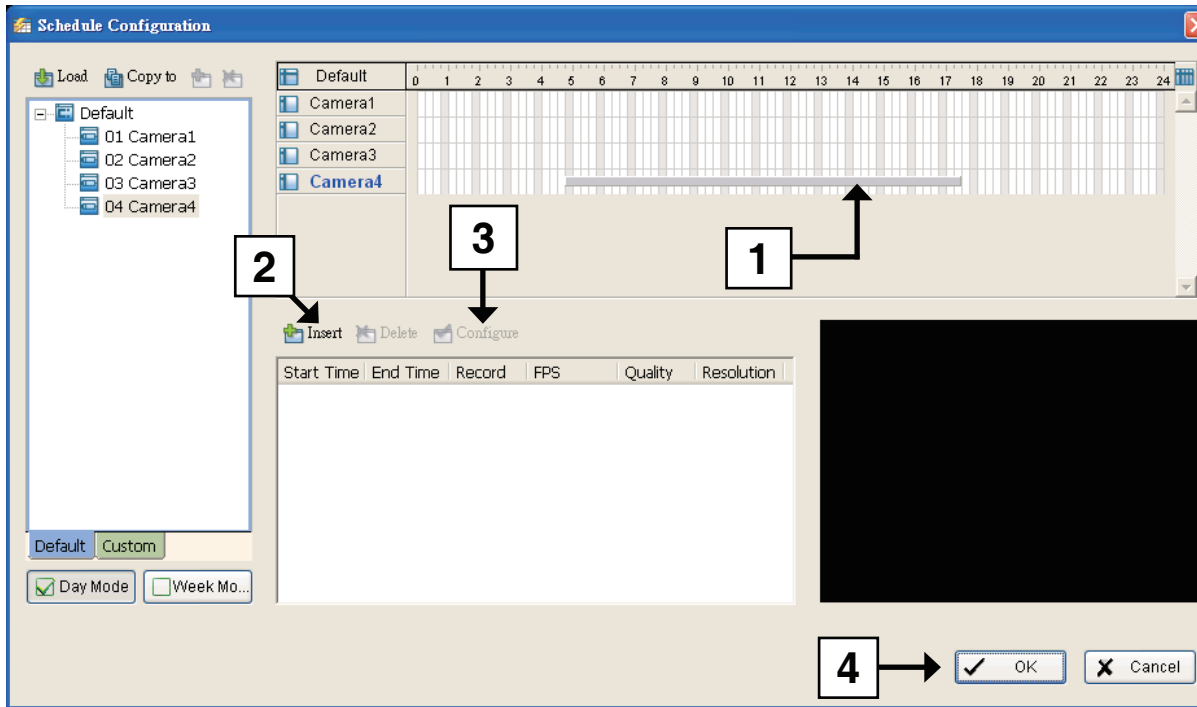 Schedule Configuration
Load Copy to
Default
01 Camera1
02 Camera2
03 Camera3
04 Camera4
Default Custom
Day Mode Week Mo...
Default 0 1 2 3 4 5 6 7 8 9 10 11 12 13 14 15 16 17 18 19 20 21 22 23 24
Camera1
Camera2
Camera3
Camera4
1
2
3
Insert Delete Configure
Start Time End Time Record FPS Quality Resolution
4
OK Cancel